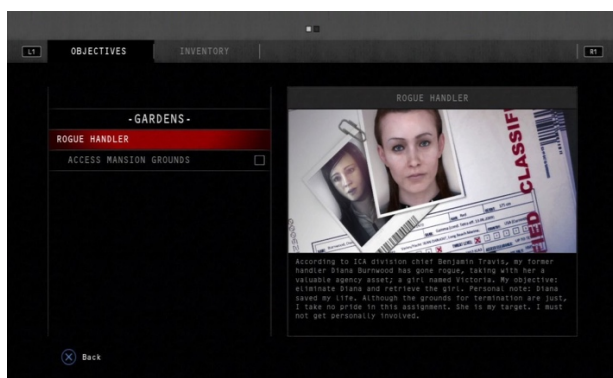 L1
OBJECTIVES
INVENTORY
R1
-GARDENS-
ROGUE HANDLER
ACCESS MANSION GROUNDS
ROGUE HANDLER
CLASSIF
FIED
According to ICA division chief Benjamin Travis, my former
handler Diana Burnwood has gone rogue, taking with her a
valuable agency asset; a girl named Victoria. My objective:
eliminate Diana and retrieve the girl. Personal note: Diana
saved my life. Although the grounds for termination are just,
I take no pride in this assignment. She is my target. I must
not get personally involved.
Back